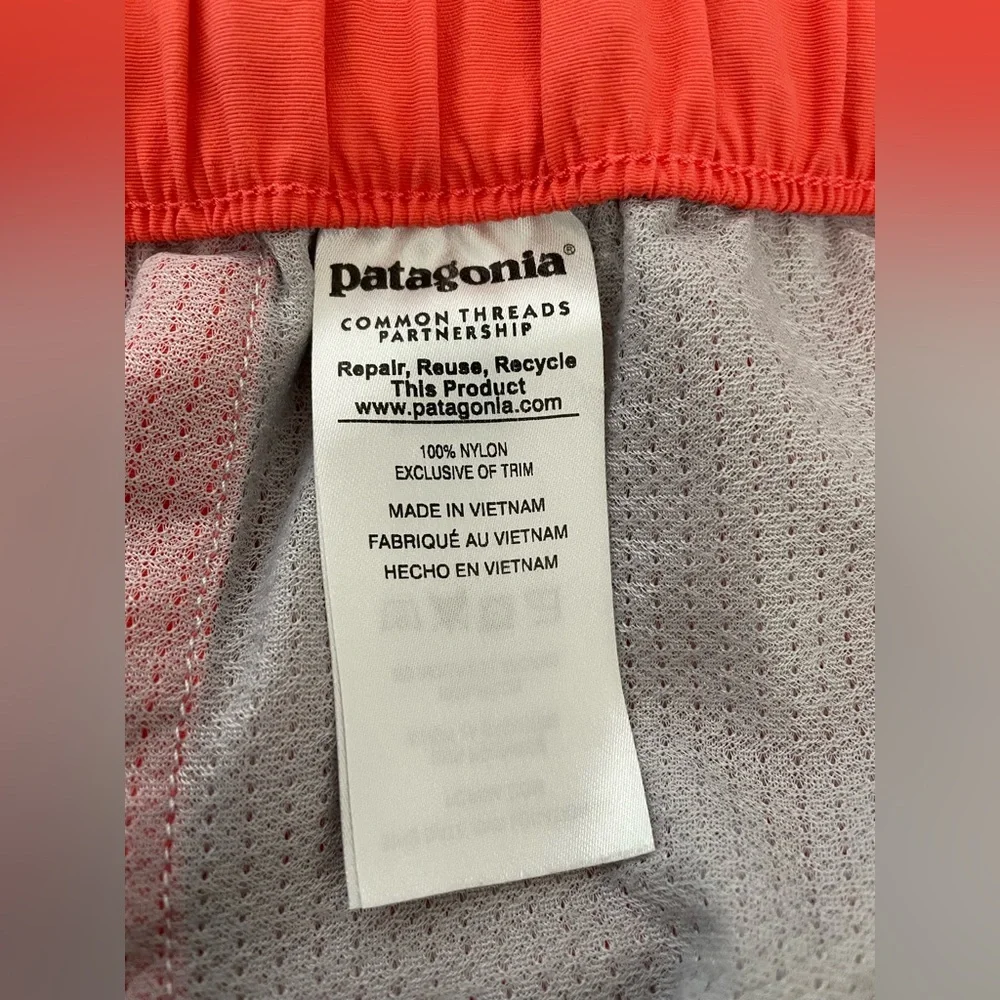 patagonia®
COMMON THREADS
PARTNERSHIP
Repair, Reuse, Recycle
This Product
www.patagonia.com
100% NYLON
EXCLUSIVE OF TRIM
MADE IN VIETNAM
FABRIQUÉ AU VIETNAM
HECHO EN VIETNAM